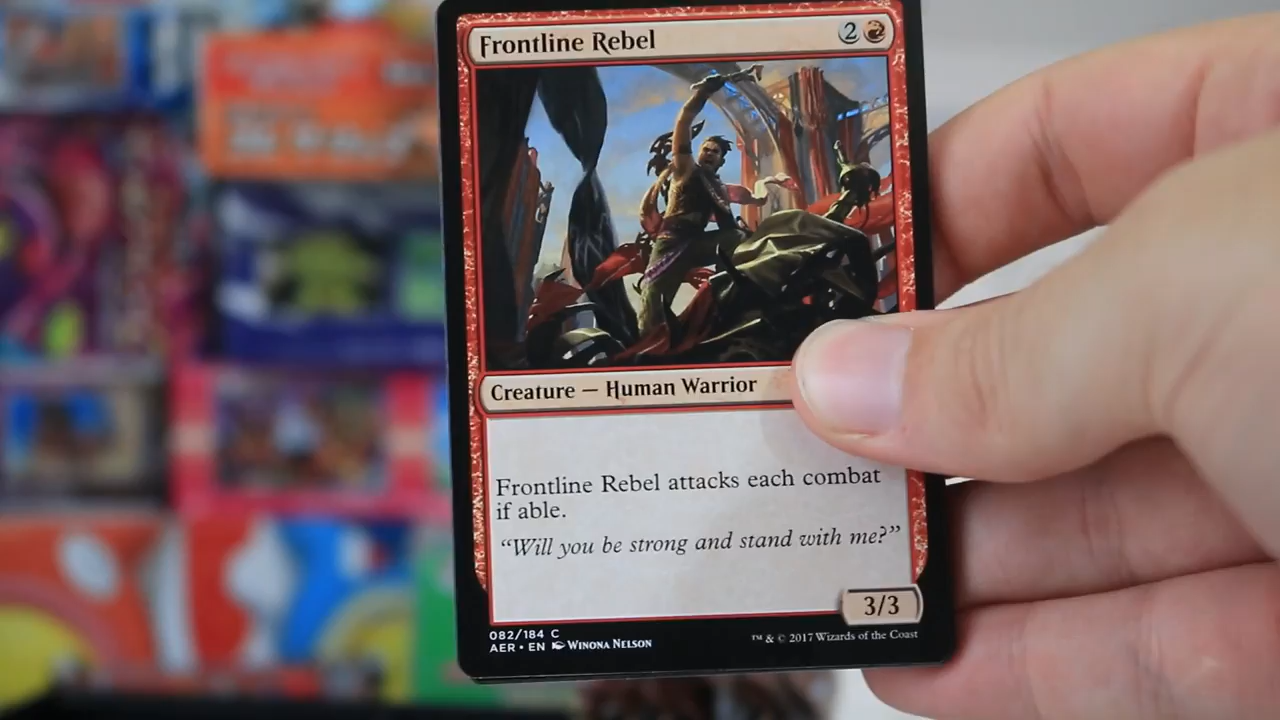 Frontline Rebel 2
Creature — Human Warrior
Frontline Rebel attacks each combat
if able.
“Will you be strong and stand with me?”
3/3
082/184 C
AER • EN Winona Nelson
™ & © 2017 Wizards of the Coast